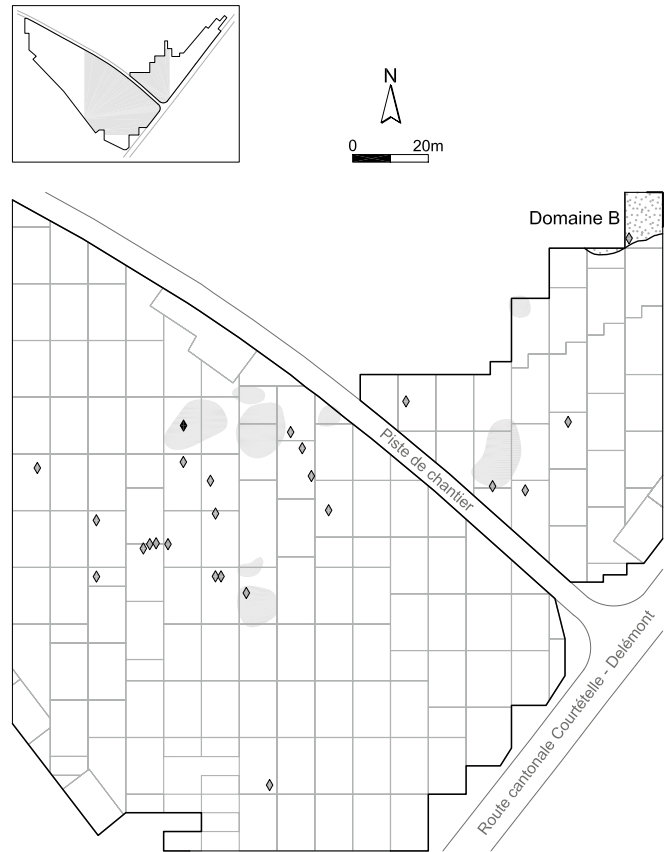 N
0 20m
Domaine B
Piste de chantier
Route cantonale Courtételle - Delémont